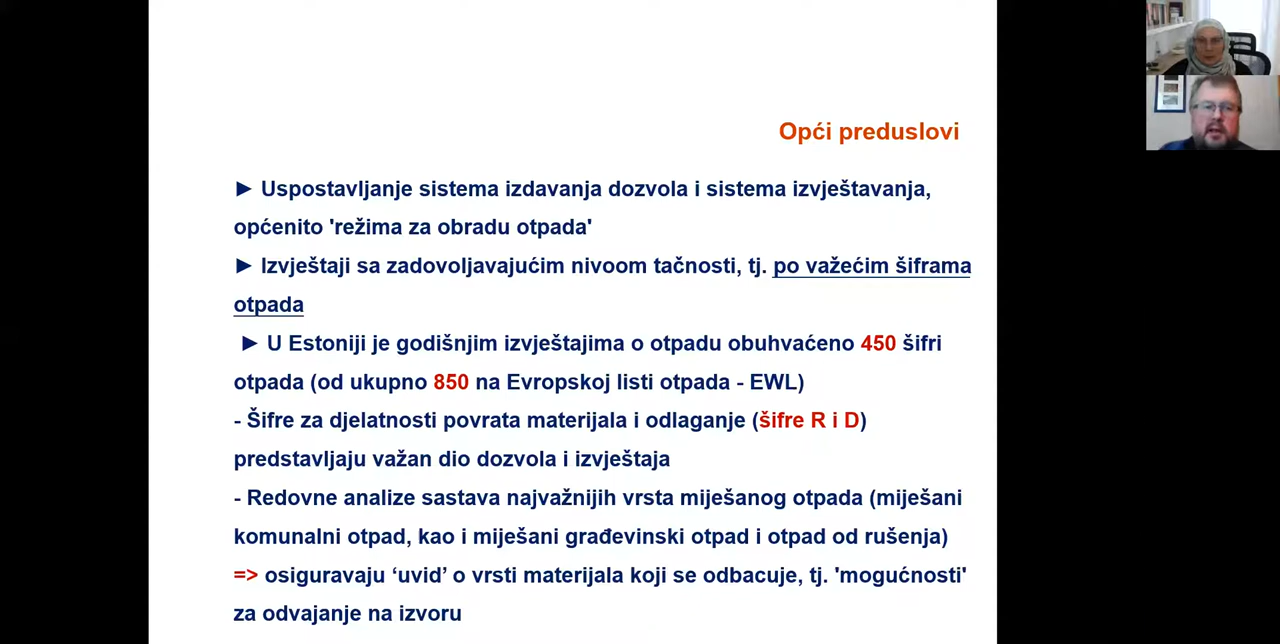 Opći preduslovi
► Uspostavljanje sistema izdavanja dozvola i sistema izvještavanja,
općenito 'režima za obradu otpada'
► Izvještaji sa zadovoljavajućim nivoom tačnosti, tj. po važećim šiframa
otpada
► U Estoniji je godišnjim izvještajima o otpadu obuhvaćeno 450 šifri
otpada (od ukupno 850 na Evropskoj listi otpada - EWL)
- Šifre za djelatnosti povrata materijala i odlaganje (šifre R i D)
predstavljaju važan dio dozvola i izvještaja
- Redovne analize sastava najvažnijih vrsta miješanog otpada (miješani
komunalni otpad, kao i miješani građevinski otpad i otpad od rušenja)
=> osiguravaju ‘uvid’ o vrsti materijala koji se odbacuje, tj. 'mogućnosti'
za odvajanje na izvoru